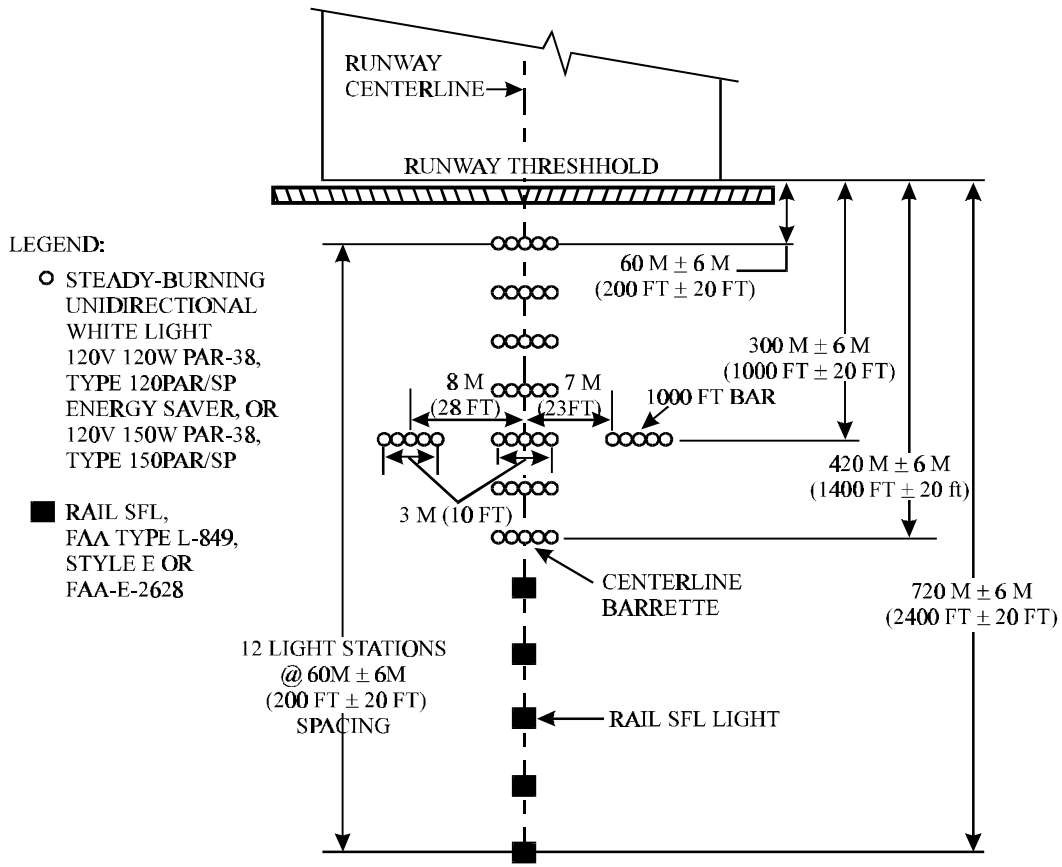 RUNWAY
CENTERLINE
RUNWAY THRESHHOLD
LEGEND:
STEADY-BURNING
UNIDIRECTIONAL
WHITE LIGHT
120V 120W PAR-38,
TYPE 120PAR/SP
ENERGY SAVER, OR
120V 150W PAR-38,
TYPE 150PAR/SP
RAIL SFL,
FAA TYPE L-849,
STYLE E OR
FAA-E-2628
60 M ± 6 M
(200 FT ± 20 FT)
300 M ± 6 M
(1000 FT ± 20 FT)
8 M
(28 FT)
7 M
(23FT)
1000 FT BAR
420 M ± 6 M
(1400 FT ± 20 ft)
3 M (10 FT)
CENTERLINE
BARRETTE
720 M ± 6 M
(2400 FT ± 20 FT)
12 LIGHT STATIONS
@ 60M ± 6M
(200 FT ± 20 FT)
SPACING
RAIL SFL LIGHT